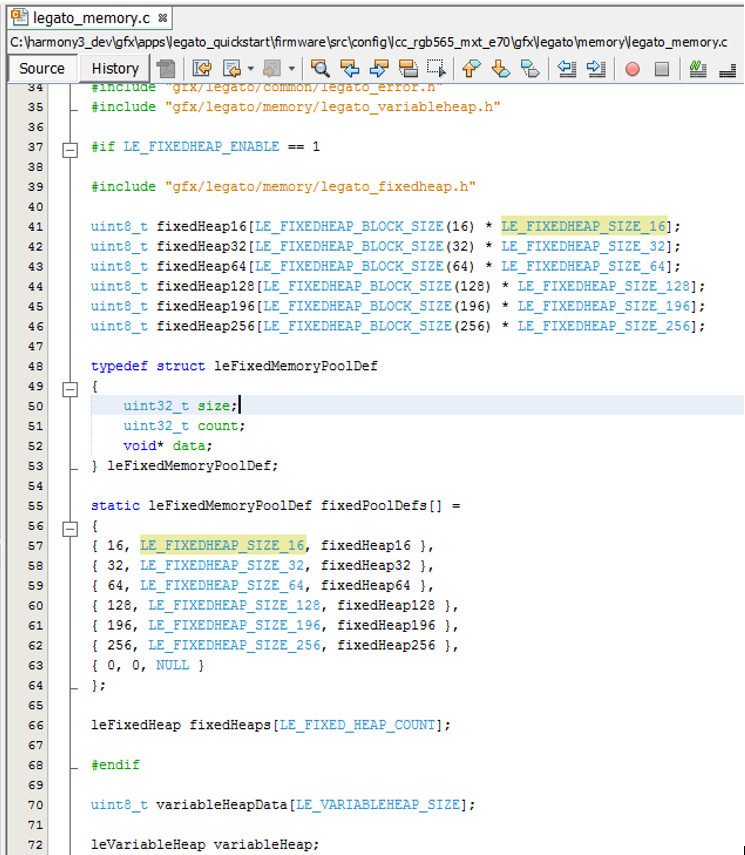 legato_memory.c
C:\harmony3_dev\gfx\apps\legato_quickstart\firmware\src\config\lcc_rgb565_mxt_e70\gfx\legato\memory\legato_memory.c
Source History
34 #include "gfx/legato/common/legato_error.h"
35 #include "gfx/legato/memory/legato_variableheap.h"
36
37 #if LE_FIXEDHEAP_ENABLE == 1
38
39 #include "gfx/legato/memory/legato_fixedheap.h"
40
41 uint8_t fixedHeap16[LE_FIXEDHEAP_BLOCK_SIZE(16) * LE_FIXEDHEAP_SIZE_16];
42 uint8_t fixedHeap32[LE_FIXEDHEAP_BLOCK_SIZE(32) * LE_FIXEDHEAP_SIZE_32];
43 uint8_t fixedHeap64[LE_FIXEDHEAP_BLOCK_SIZE(64) * LE_FIXEDHEAP_SIZE_64];
44 uint8_t fixedHeap128[LE_FIXEDHEAP_BLOCK_SIZE(128) * LE_FIXEDHEAP_SIZE_128];
45 uint8_t fixedHeap196[LE_FIXEDHEAP_BLOCK_SIZE(196) * LE_FIXEDHEAP_SIZE_196];
46 uint8_t fixedHeap256[LE_FIXEDHEAP_BLOCK_SIZE(256) * LE_FIXEDHEAP_SIZE_256];
47
48 typedef struct leFixedMemoryPoolDef
49 {
50 uint32_t size;
51 uint32_t count;
52 void* data;
53 } leFixedMemoryPoolDef;
54
55 static leFixedMemoryPoolDef fixedPoolDefs[] =
56 {
57 { 16, LE_FIXEDHEAP_SIZE_16, fixedHeap16 },
58 { 32, LE_FIXEDHEAP_SIZE_32, fixedHeap32 },
59 { 64, LE_FIXEDHEAP_SIZE_64, fixedHeap64 },
60 { 128, LE_FIXEDHEAP_SIZE_128, fixedHeap128 },
61 { 196, LE_FIXEDHEAP_SIZE_196, fixedHeap196 },
62 { 256, LE_FIXEDHEAP_SIZE_256, fixedHeap256 },
63 { 0, 0, NULL }
64 };
65
66 leFixedHeap fixedHeaps[LE_FIXED_HEAP_COUNT];
67
68 #endif
69
70 uint8_t variableHeapData[LE_VARIABLEHEAP_SIZE];
71
72 leVariableHeap variableHeap;